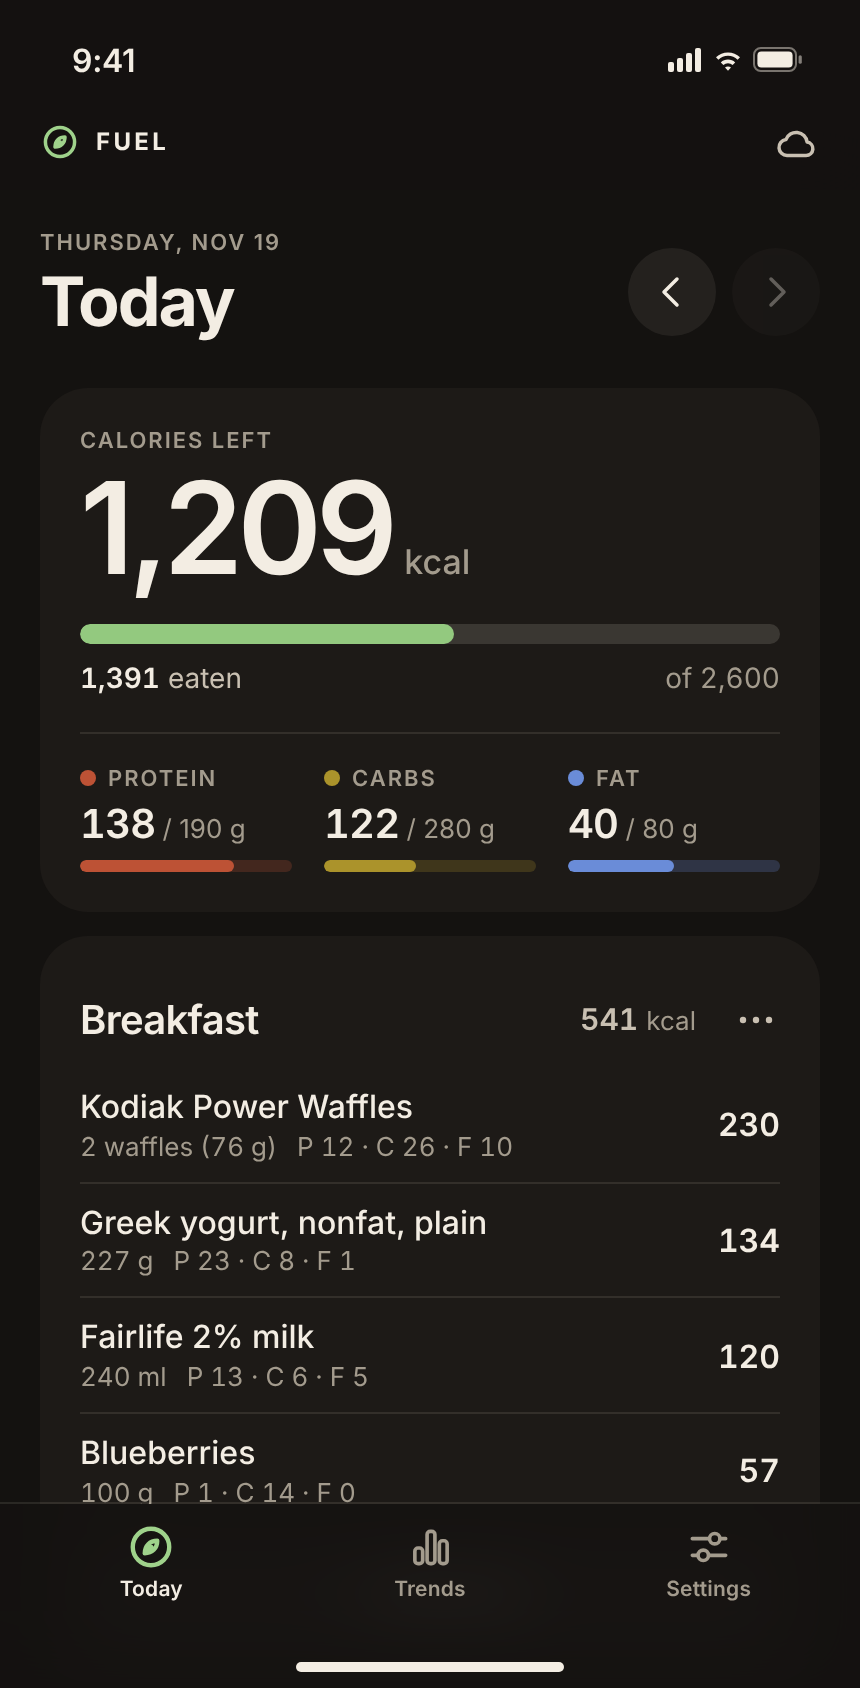 9:41
FUEL
THURSDAY, NOV 19
Today
CALORIES LEFT
1,209 kcal
1,391 eaten of 2,600
PROTEIN CARBS FAT
138 / 190 g 122 / 280 g 40 / 80 g
Breakfast 541 kcal
Kodiak Power Waffles
2 waffles (76 g) P 12 · C 26 · F 10 230
Greek yogurt, nonfat, plain
227 g P 23 · C 8 · F 1 134
Fairlife 2% milk
240 ml P 13 · C 6 · F 5 120
Blueberries
100 g P 1 · C 14 · F 0 57
Today Trends Settings